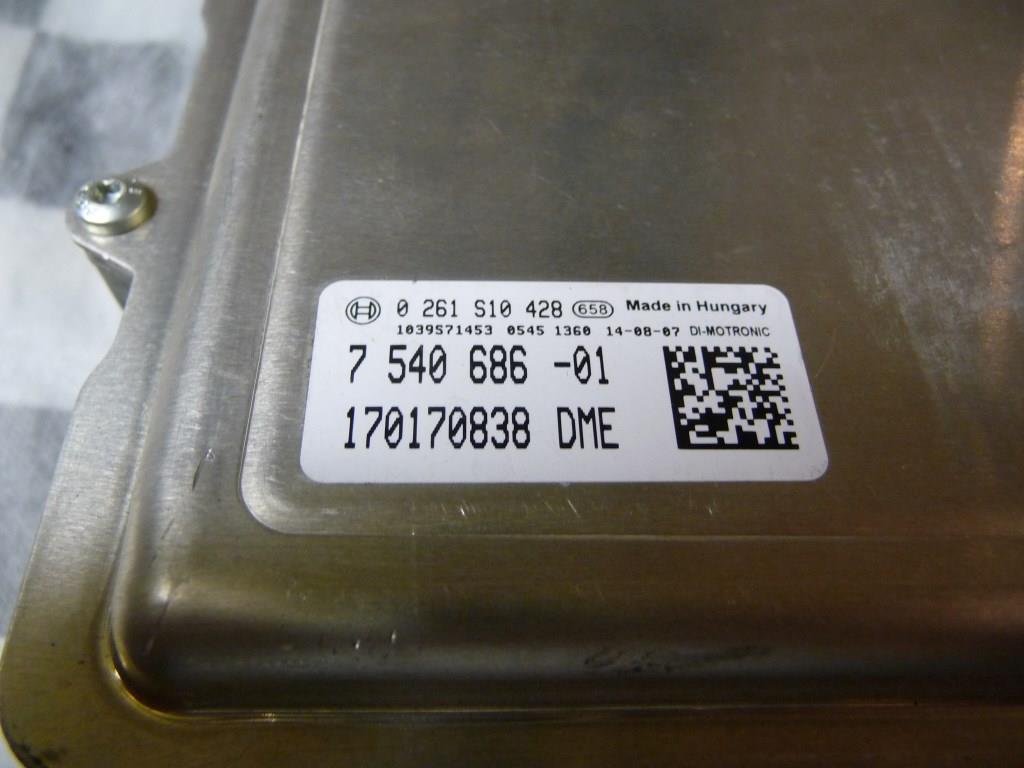 0 261 S10 428 658 Made in Hungary
1039S71453 0545 1360 14-08-07 DI-MOTRONIC
7 540 686 -01
170170838 DME